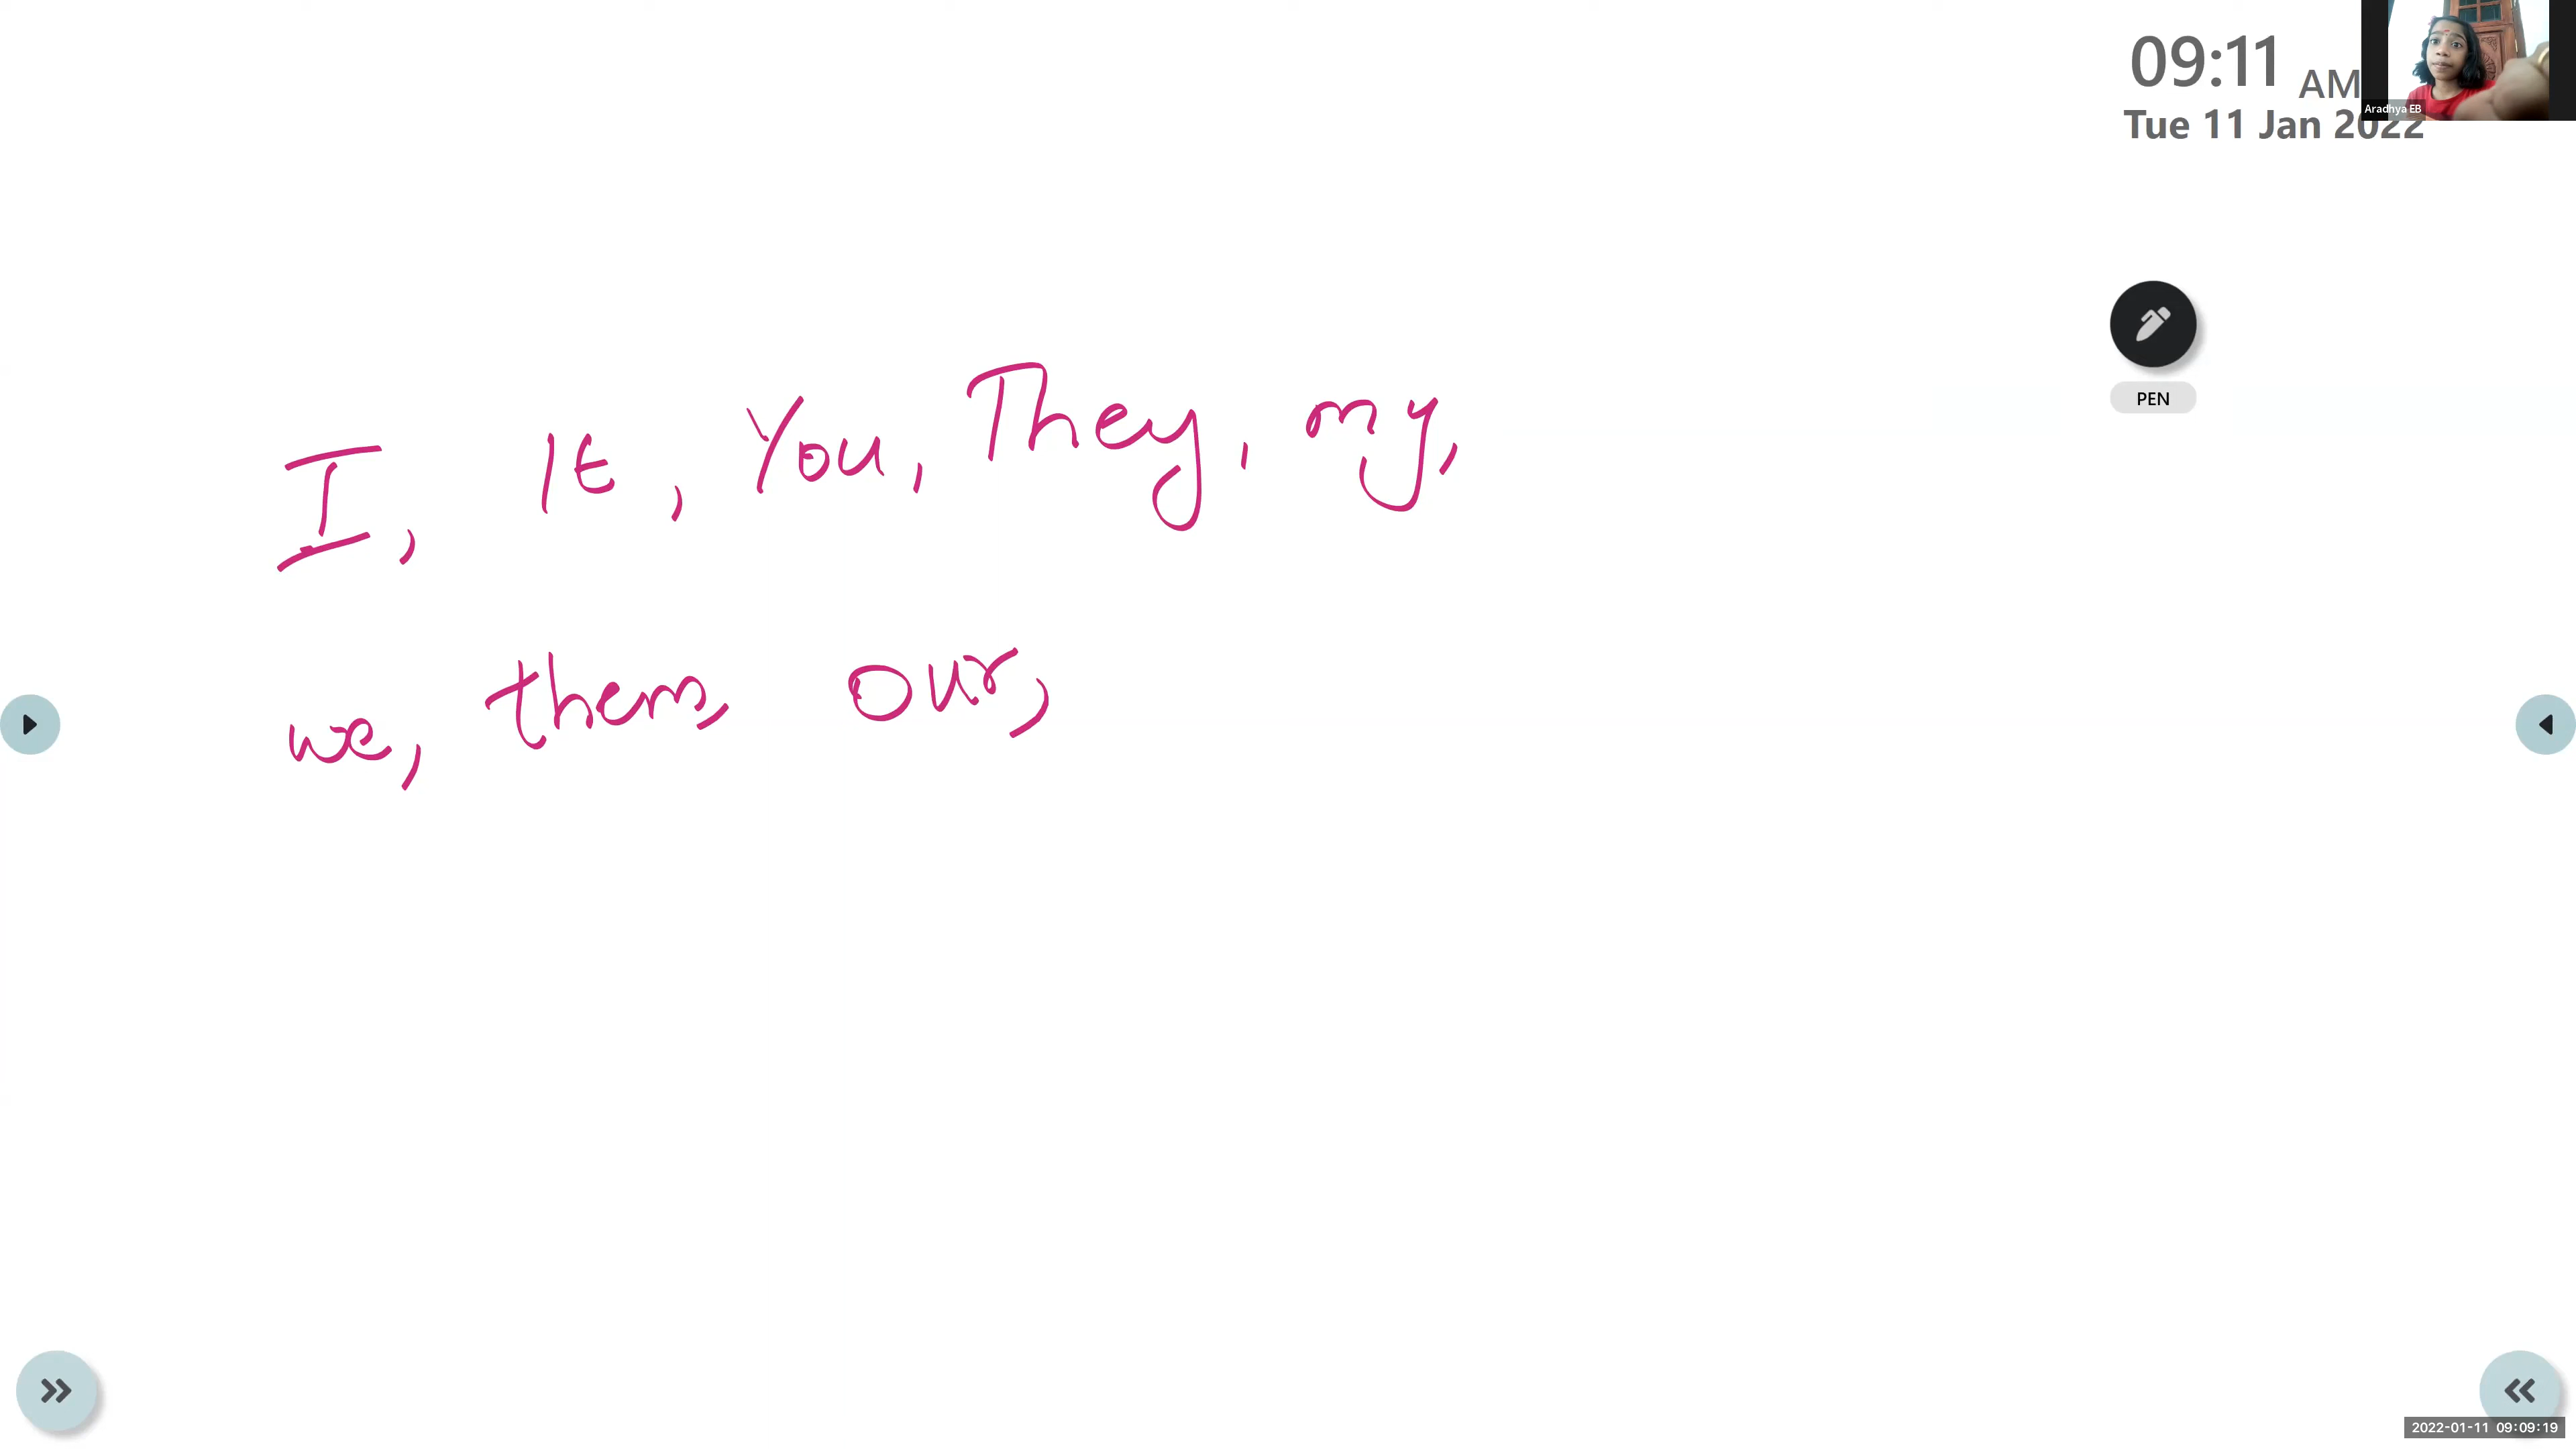 09:11 AM
Aradhya EB
Tue 11 Jan 2022
PEN
I, It, You, They, my,
we, them, our,
2022-01-11 09:09:19